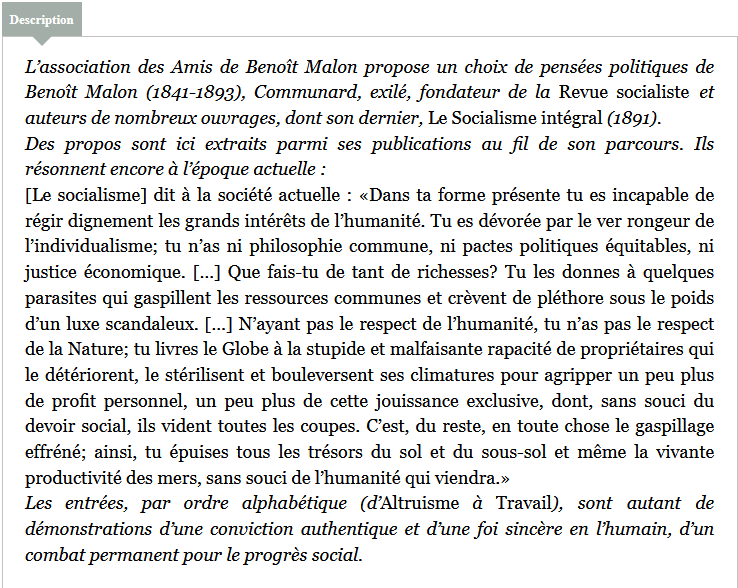 Description
L’association des Amis de Benoît Malon propose un choix de pensées politiques de
Benoît Malon (1841-1893), Communard, exilé, fondateur de la Revue socialiste et
auteurs de nombreux ouvrages, dont son dernier, Le Socialisme intégral (1891).
Des propos sont ici extraits parmi ses publications au fil de son parcours. Ils
résonnent encore à l’époque actuelle :
[Le socialisme] dit à la société actuelle : «Dans ta forme présente tu es incapable de
régir dignement les grands intérêts de l’humanité. Tu es dévorée par le ver rongeur de
l’individualisme; tu n’as ni philosophie commune, ni pactes politiques équitables, ni
justice économique. [...] Que fais-tu de tant de richesses? Tu les donnes à quelques
parasites qui gaspillent les ressources communes et crèvent de pléthore sous le poids
d’un luxe scandaleux. [...] N’ayant pas le respect de l’humanité, tu n’as pas le respect
de la Nature; tu livres le Globe à la stupide et malfaisante rapacité de propriétaires qui
le détériorent, le stérilisent et bouleversent ses climatures pour agripper un peu plus
de profit personnel, un peu plus de cette jouissance exclusive, dont, sans souci du
devoir social, ils vident toutes les coupes. C’est, du reste, en toute chose le gaspillage
effréné; ainsi, tu épuises tous les trésors du sol et du sous-sol et même la vivante
productivité des mers, sans souci de l’humanité qui viendra.»
Les entrées, par ordre alphabétique (d’Altruisme à Travail), sont autant de
démonstrations d’une conviction authentique et d’une foi sincère en l’humain, d’un
combat permanent pour le progrès social.